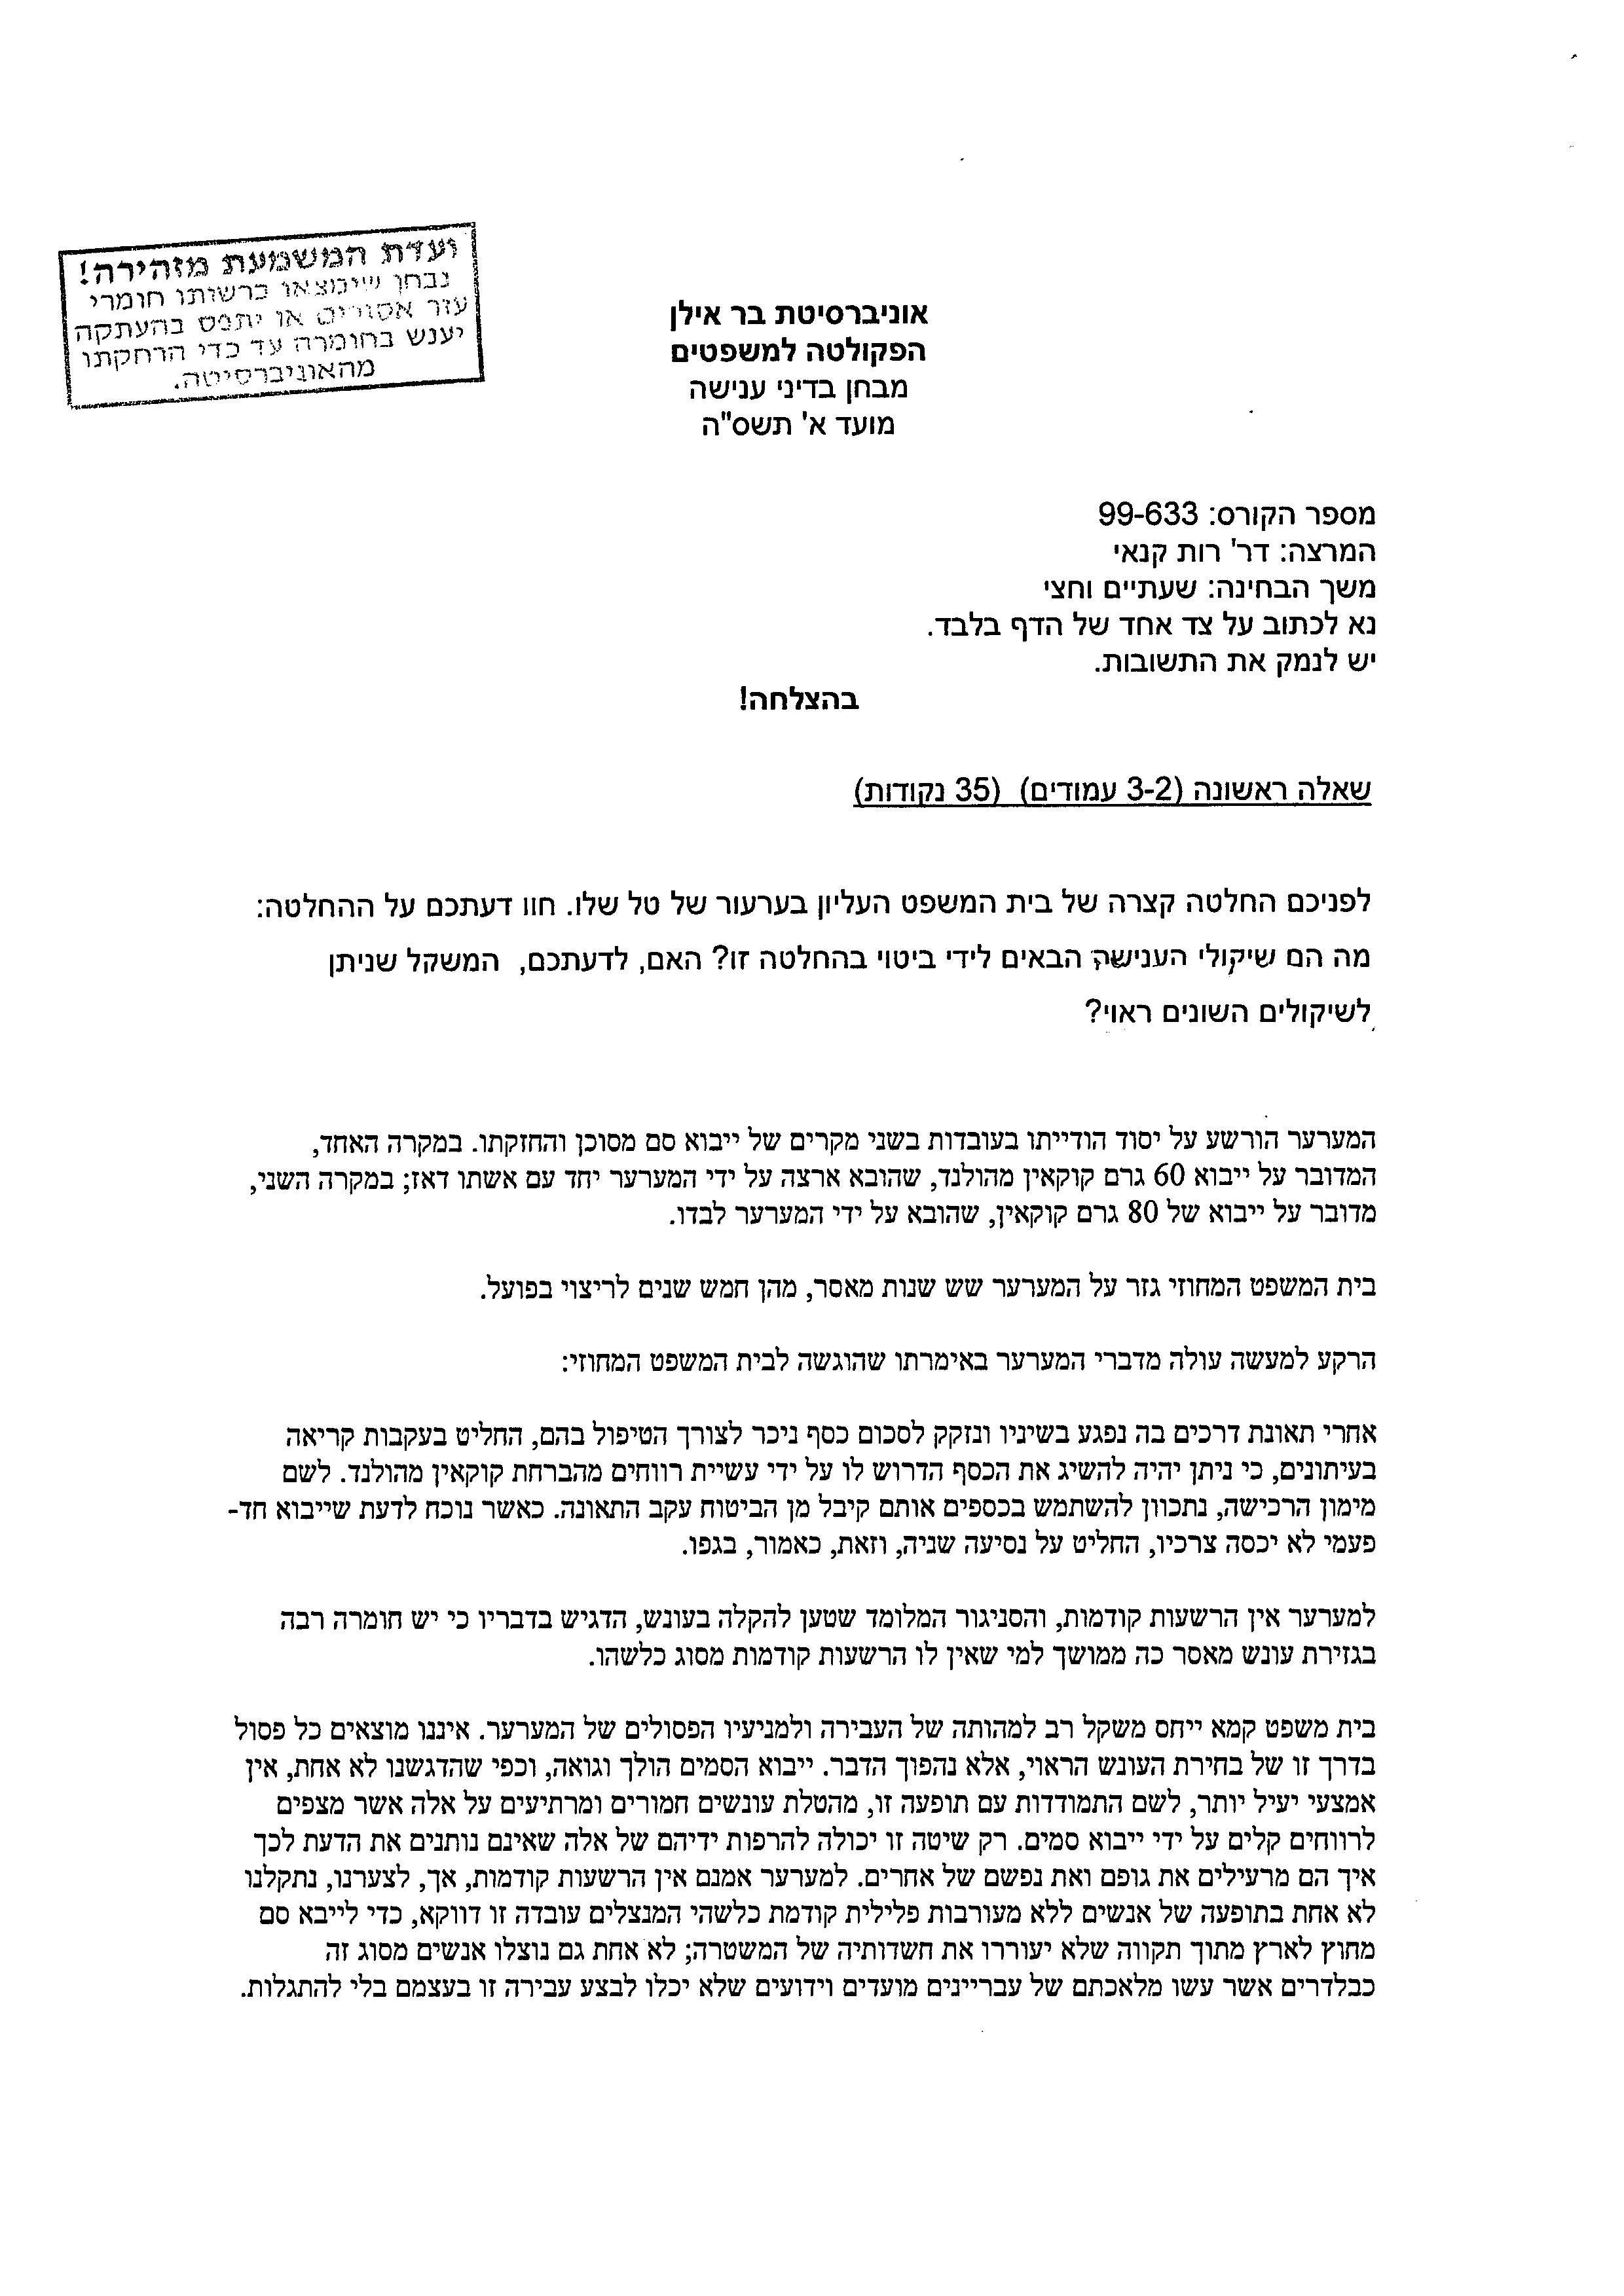 ועדת המשמעת מזהירה!
נבחן שימצאו ברשותו חומרי
עזר אסורים או יתפס בהעתקה
יענש בחומרה עד כדי הרחקתו
מהאוניברסיטה.
אוניברסיטת בר אילן
הפקולטה למשפטים
מבחן בדיני ענישה
מועד א' תשס"ה
מספר הקורס: 99-633
המרצה: דר' רות קנאי
משך הבחינה: שעתיים וחצי
נא לכתוב על צד אחד של הדף בלבד.
יש לנמק את התשובות.
בהצלחה!
שאלה ראשונה (3-2 עמודים) (35 נקודות)
לפניכם החלטה קצרה של בית המשפט העליון בערעור של טל שלו. חוו דעתכם על ההחלטה:
מה הם שיקולי הענישה הבאים לידי ביטוי בהחלטה זו? האם, לדעתכם, המשקל שניתן
לשיקולים השונים ראוי?
המערער הורשע על יסוד הודייתו בעובדות בשני מקרים של ייבוא סם מסוכן והחזקתו. במקרה האחד,
המדובר על ייבוא 60 גרם קוקאין מהולנד, שהובא ארצה על ידי המערער יחד עם אשתו דאז; במקרה השני,
מדובר על ייבוא של 80 גרם קוקאין, שהובא על ידי המערער לבדו.
בית המשפט המחוזי גזר על המערער שש שנות מאסר, מהן חמש שנים לריצוי בפועל.
הרקע למעשה עולה מדברי המערער באימרתו שהוגשה לבית המשפט המחוזי:
אחרי תאונת דרכים בה נפגע בשיניו ונזקק לסכום כסף ניכר לצורך הטיפול בהם, החליט בעקבות קריאה
בעיתונים, כי ניתן יהיה להשיג את הכסף הדרוש לו על ידי עשיית רווחים מהברחת קוקאין מהולנד. לשם
מימון הרכישה, נתכוון להשתמש בכספים אותם קיבל מן הביטוח עקב התאונה. כאשר נוכח לדעת שייבוא חד-
פעמי לא יכסה צרכיו, החליט על נסיעה שניה, וזאת, כאמור, בגפו.
למערער אין הרשעות קודמות, והסניגור המלומד שטען להקלה בעונש, הדגיש בדבריו כי יש חומרה רבה
בגזירת עונש מאסר כה ממושך למי שאין לו הרשעות קודמות מסוג כלשהו.
בית משפט קמא ייחס משקל רב למהותה של העבירה ולמניעיו הפסולים של המערער. איננו מוצאים כל פסול
בדרך זו של בחירת העונש הראוי, אלא נהפוך הדבר. ייבוא הסמים הולך וגואה, וכפי שהדגשנו לא אחת, אין
אמצעי יעיל יותר, לשם התמודדות עם תופעה זו, מהטלת עונשים חמורים ומרתיעים על אלה אשר מצפים
לרווחים קלים על ידי ייבוא סמים. רק שיטה זו יכולה להרפות ידיהם של אלה שאינם נותנים את הדעת לכך
איך הם מרעילים את גופם ואת נפשם של אחרים. למערער אמנם אין הרשעות קודמות, אך, לצערנו, נתקלנו
לא אחת בתופעה של אנשים ללא מעורבות פלילית קודמת כלשהי המנצלים עובדה זו דווקא, כדי לייבא סם
מחוץ לארץ מתוך תקווה שלא יעוררו את חשדותיה של המשטרה; לא אחת גם נוצלו אנשים מסוג זה
כבלדרים אשר עשו מלאכתם של עבריינים מועדים וידועים שלא יכלו לבצע עבירה זו בעצמם בלי להתגלות.